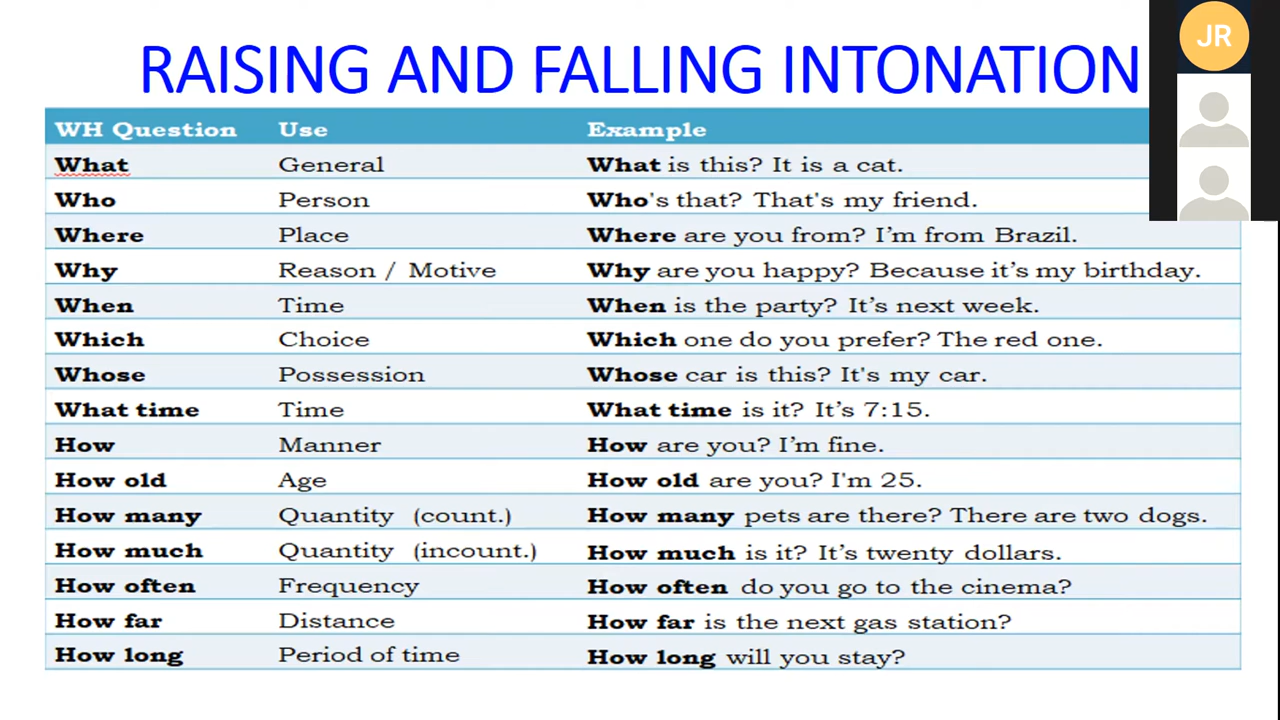 RAISING AND FALLING INTONATION
JR
WH Question Use Example
What General What is this? It is a cat.
Who Person Who's that? That's my friend.
Where Place Where are you from? I’m from Brazil.
Why Reason / Motive Why are you happy? Because it’s my birthday.
When Time When is the party? It’s next week.
Which Choice Which one do you prefer? The red one.
Whose Possession Whose car is this? It's my car.
What time Time What time is it? It’s 7:15.
How Manner How are you? I’m fine.
How old Age How old are you? I'm 25.
How many Quantity (count.) How many pets are there? There are two dogs.
How much Quantity (incount.) How much is it? It’s twenty dollars.
How often Frequency How often do you go to the cinema?
How far Distance How far is the next gas station?
How long Period of time How long will you stay?